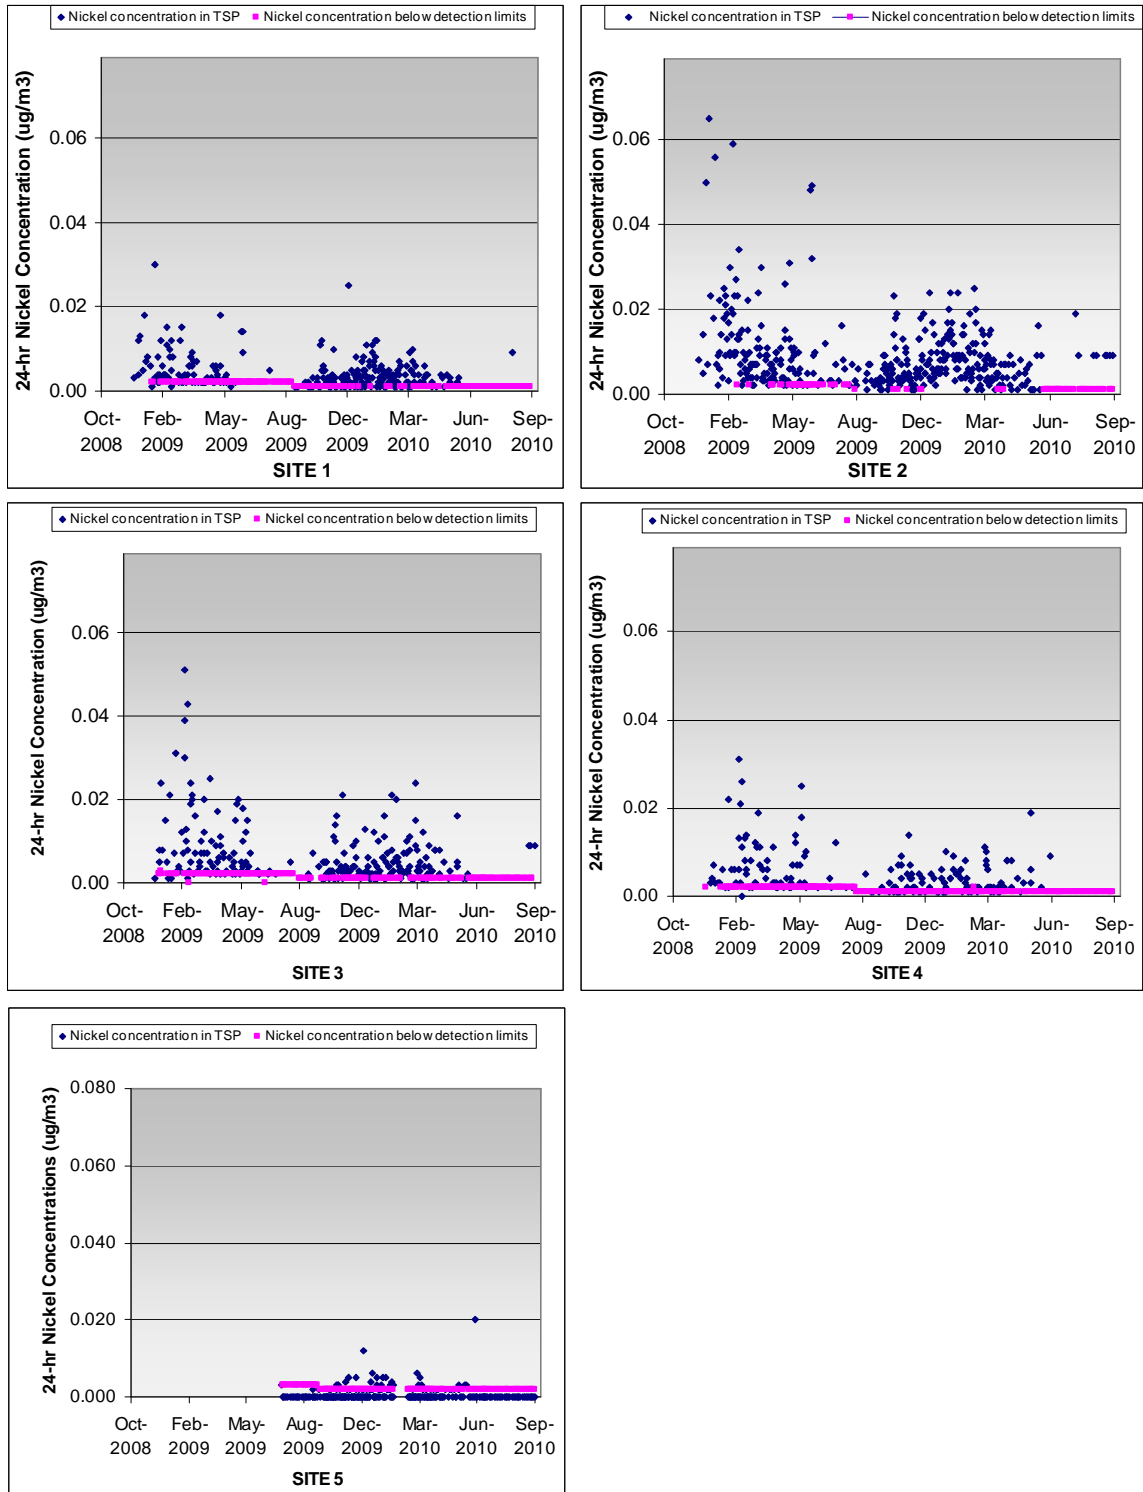 Nickel concentration in TSP Nickel concentration below detection limits
24-hr Nickel Concentration (ug/m3)
0.06
0.04
0.02
0.00
Oct-2008 Feb-2009 May-2009 Aug-2009 Dec-2009 Mar-2010 Jun-2010 Sep-2010
SITE 1
Nickel concentration in TSP Nickel concentration below detection limits
24-hr Nickel Concentration (ug/m3)
0.06
0.04
0.02
0.00
Oct-2008 Feb-2009 May-2009 Aug-2009 Dec-2009 Mar-2010 Jun-2010 Sep-2010
SITE 2
Nickel concentration in TSP Nickel concentration below detection limits
24-hr Nickel Concentration (ug/m3)
0.06
0.04
0.02
0.00
Oct-2008 Feb-2009 May-2009 Aug-2009 Dec-2009 Mar-2010 Jun-2010 Sep-2010
SITE 3
Nickel concentration in TSP Nickel concentration below detection limits
24-hr Nickel Concentration (ug/m3)
0.06
0.04
0.02
0.00
Oct-2008 Feb-2009 May-2009 Aug-2009 Dec-2009 Mar-2010 Jun-2010 Sep-2010
SITE 4
Nickel concentration in TSP Nickel concentration below detection limits
24-hr Nickel Concentrations (ug/m3)
0.080
0.060
0.040
0.020
0.000
Oct-2008 Feb-2009 May-2009 Aug-2009 Dec-2009 Mar-2010 Jun-2010 Sep-2010
SITE 5